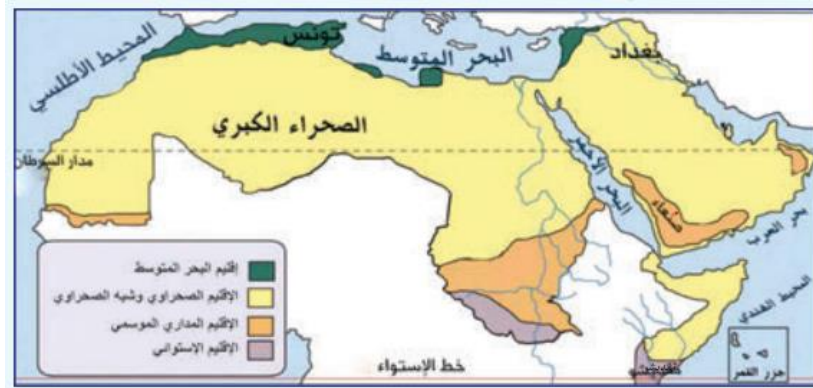 المحيط الأطلسي
تونس
البحر المتوسط
بغداد
الصحراء الكبري
مدار السرطان
البحر الأحمر
صنعاء
بحر العرب
المحيط الهندي
إقليم البحر المتوسط
الإقليم الصحراوي وشبه الصحراوي
الإقليم المداري الموسمي
الإقليم الإستوائي
خط الإستواء
جزر القمر